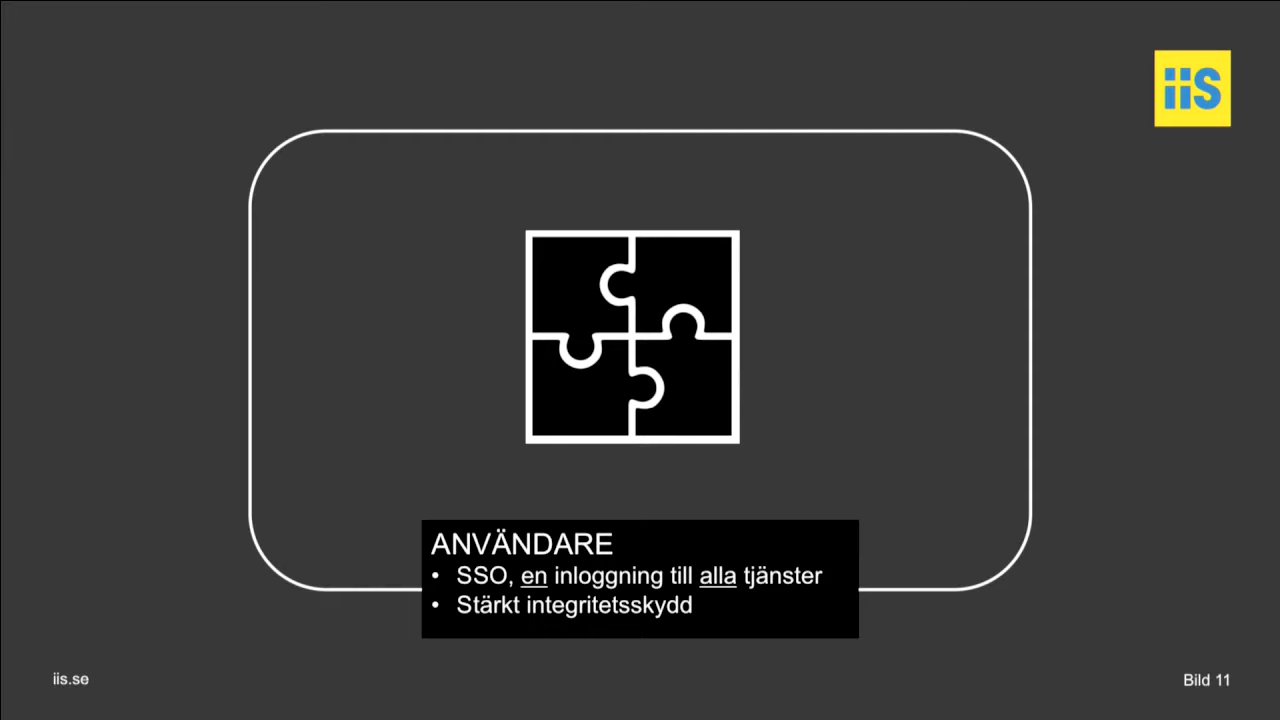 iiS
ANVÄNDARE
• SSO, en inloggning till alla tjänster
• Stärkt integritetsskydd
iis.se
Bild 11